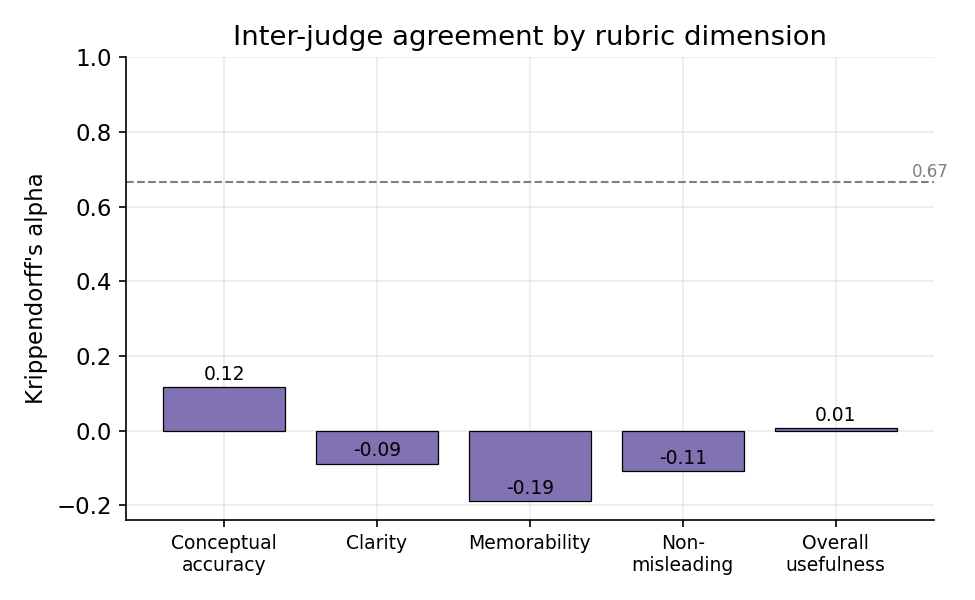 Inter-judge agreement by rubric dimension
Krippendorff's alpha
1.0
0.8
0.6
0.4
0.2
0.0
−0.2
0.67
0.12
-0.09
-0.19
-0.11
0.01
Conceptual
accuracy
Clarity
Memorability
Non-
misleading
Overall
usefulness